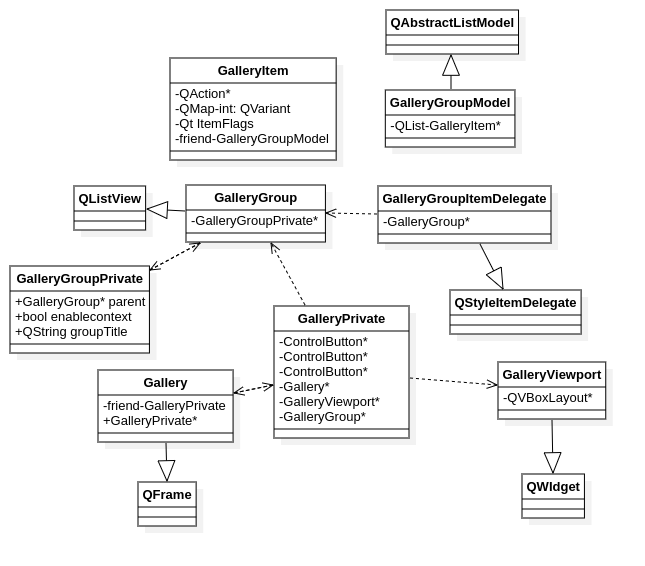 QAbstractListModel
GalleryItem
-QAction*
-QMap-int: QVariant
-Qt ItemFlags
-friend-GalleryGroupModel
GalleryGroupModel
-QList-GalleryItem*
QListView
GalleryGroup
-GalleryGroupPrivate*
GalleryGroupItemDelegate
-GalleryGroup*
GalleryGroupPrivate
+GalleryGroup* parent
+bool enablecontext
+QString groupTitle
QStyleItemDelegate
GalleryPrivate
-ControlButton*
-ControlButton*
-ControlButton*
-Gallery*
-GalleryViewport*
-GalleryGroup*
Gallery
-friend-GalleryPrivate
+GalleryPrivate*
GalleryViewport
-QVBoxLayout*
QFrame
QWIdget